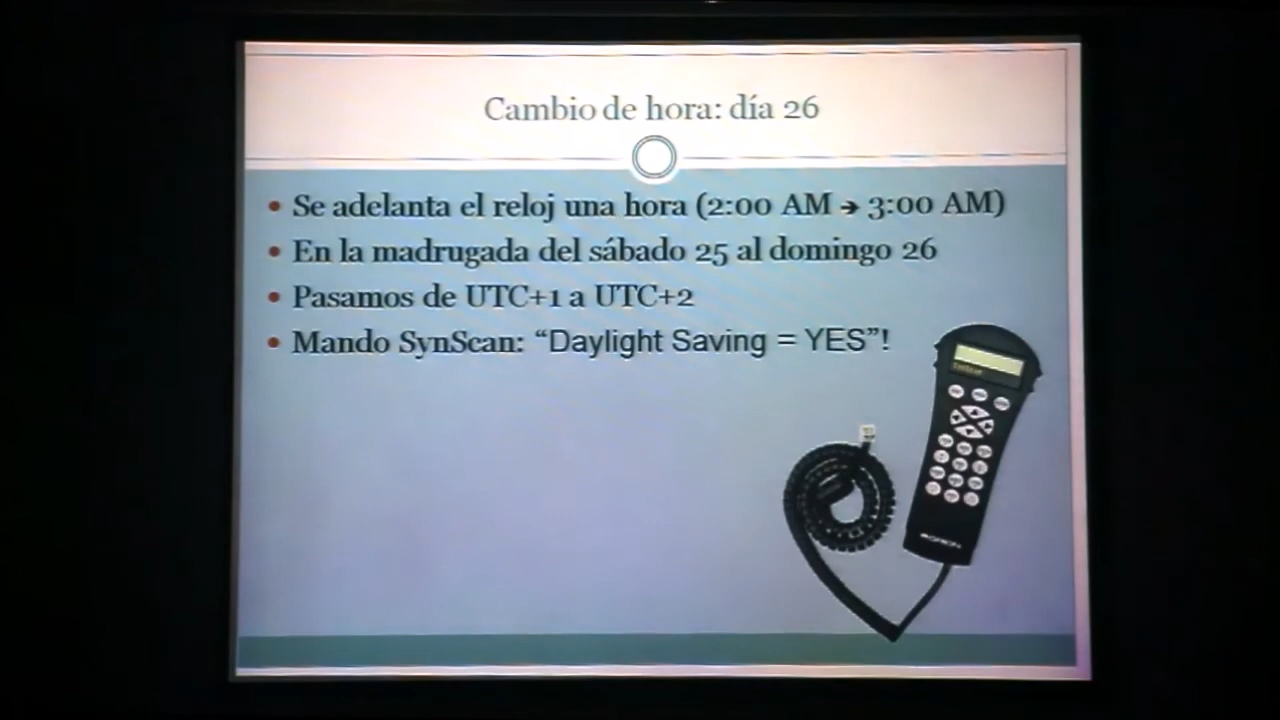 Cambio de hora: día 26
• Se adelanta el reloj una hora (2:00 AM → 3:00 AM)
• En la madrugada del sábado 25 al domingo 26
• Pasamos de UTC+1 a UTC+2
• Mando SynScan: “Daylight Saving = YES”!
ORION